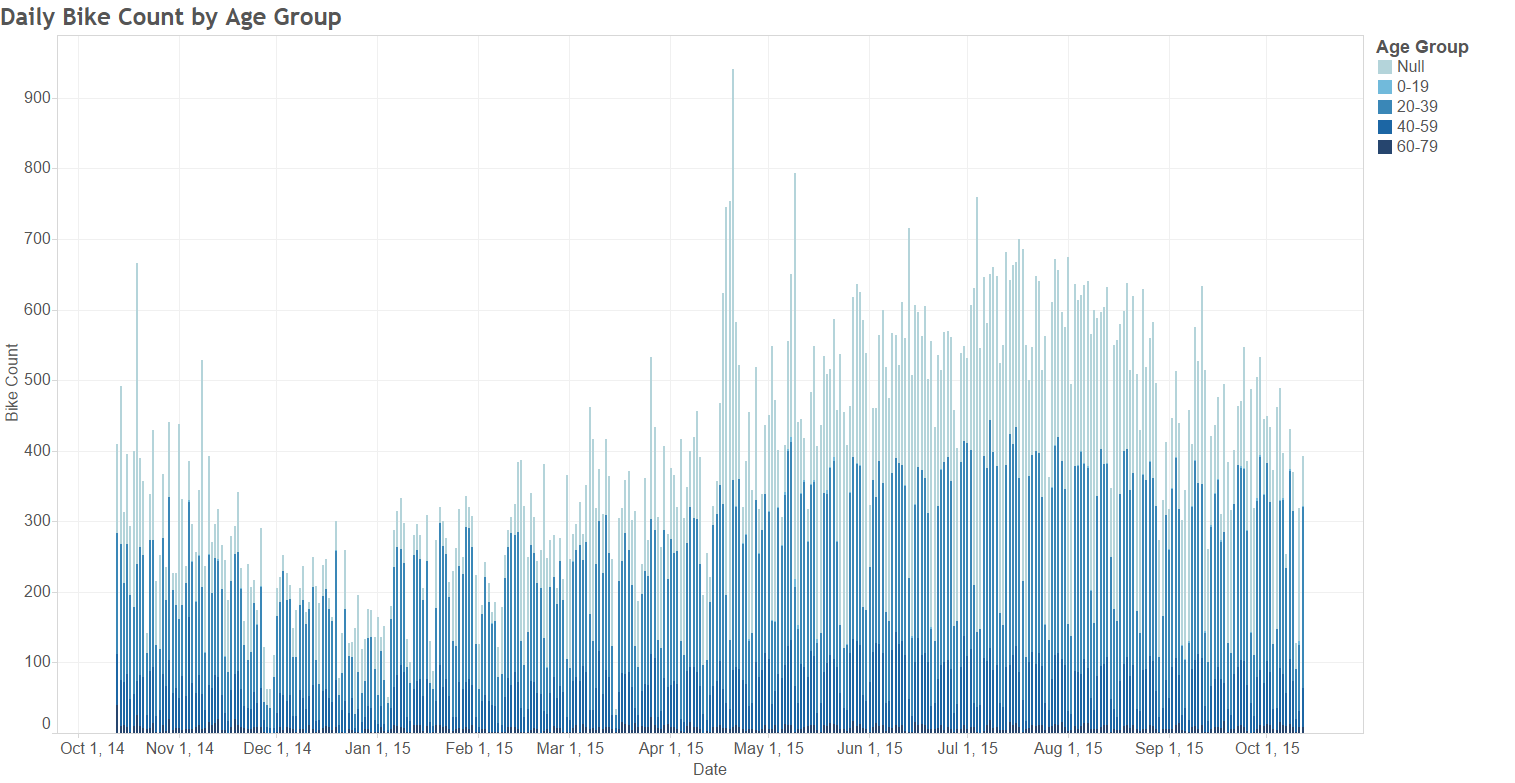 Daily Bike Count by Age Group
Age Group
Null
0-19
20-39
40-59
60-79
Bike Count
900
800
700
600
500
400
300
200
100
0
Oct 1, 14 Nov 1, 14 Dec 1, 14 Jan 1, 15 Feb 1, 15 Mar 1, 15 Apr 1, 15 May 1, 15 Jun 1, 15 Jul 1, 15 Aug 1, 15 Sep 1, 15 Oct 1, 15
Date